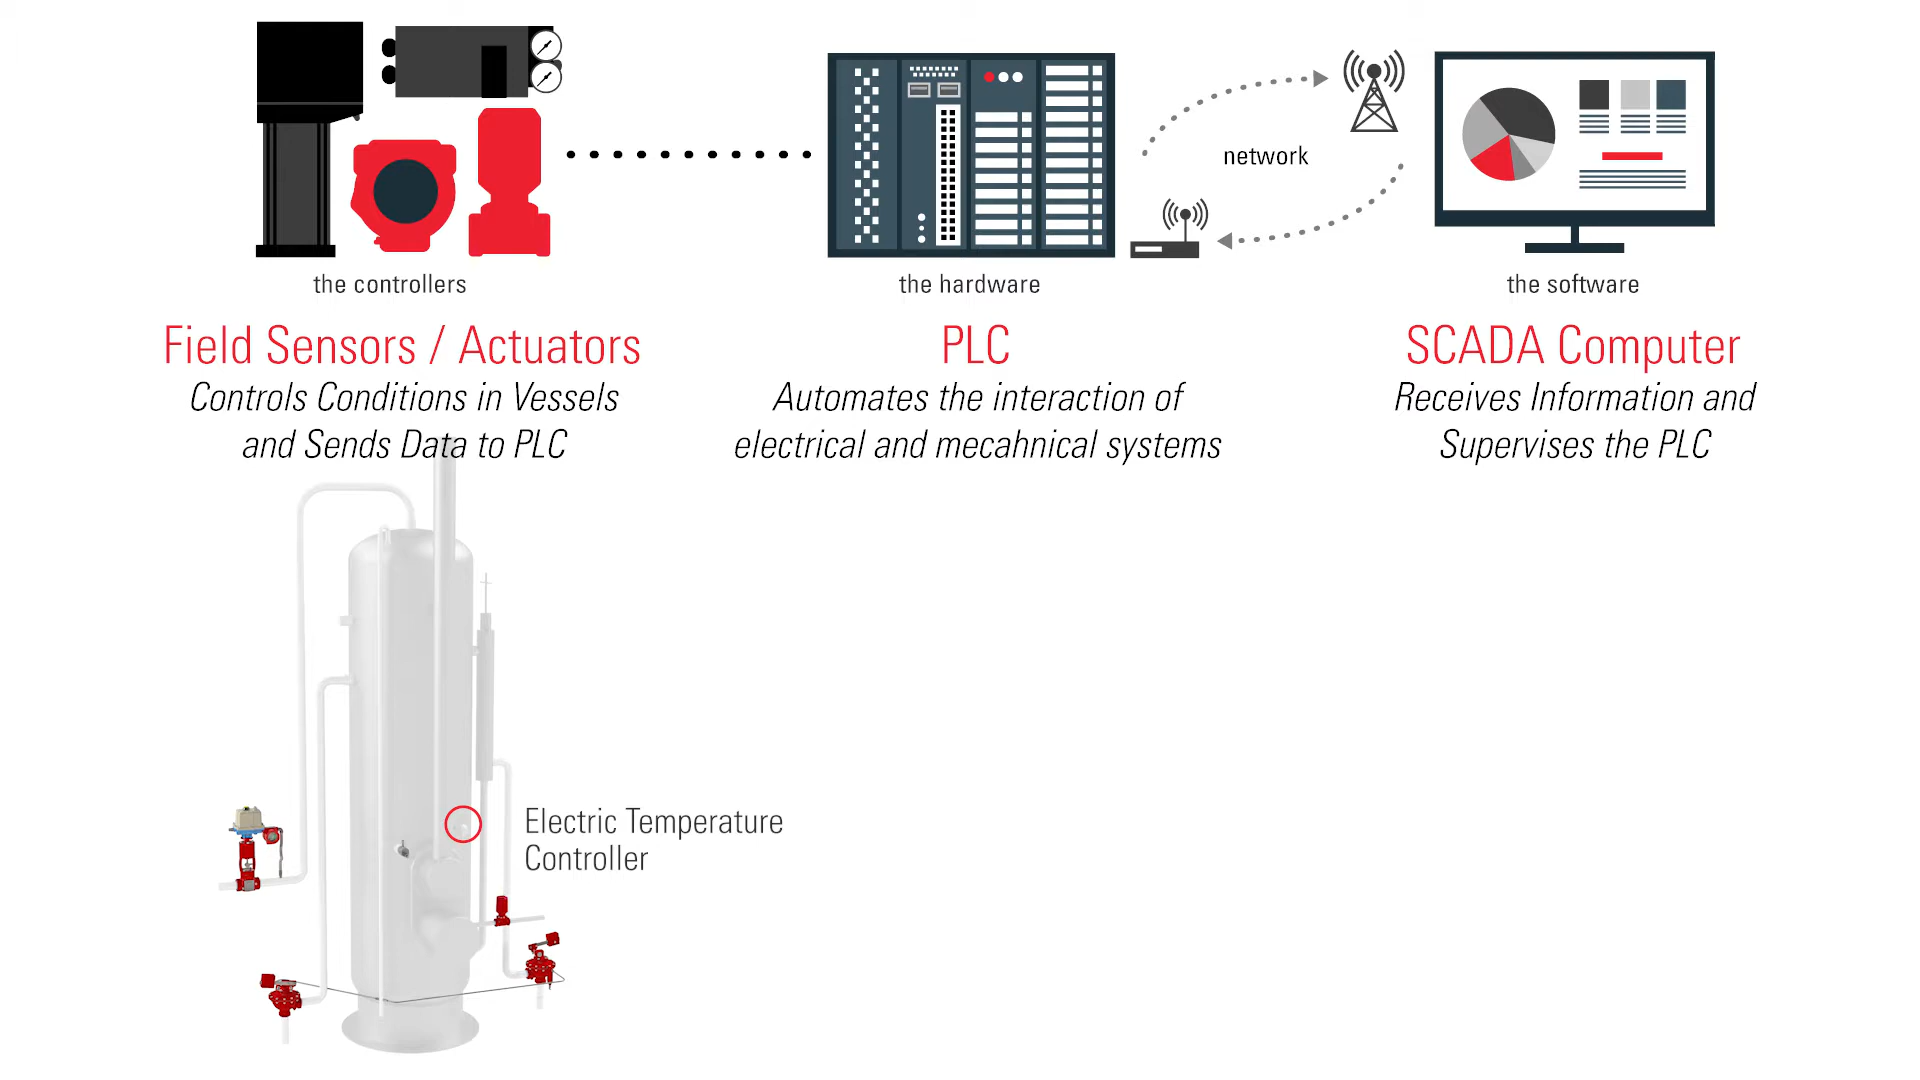 network
the controllers
the hardware
the software
Field Sensors / Actuators
PLC
SCADA Computer
Controls Conditions in Vessels
and Sends Data to PLC
Automates the interaction of
electrical and mecahnical systems
Receives Information and
Supervises the PLC
Electric Temperature
Controller